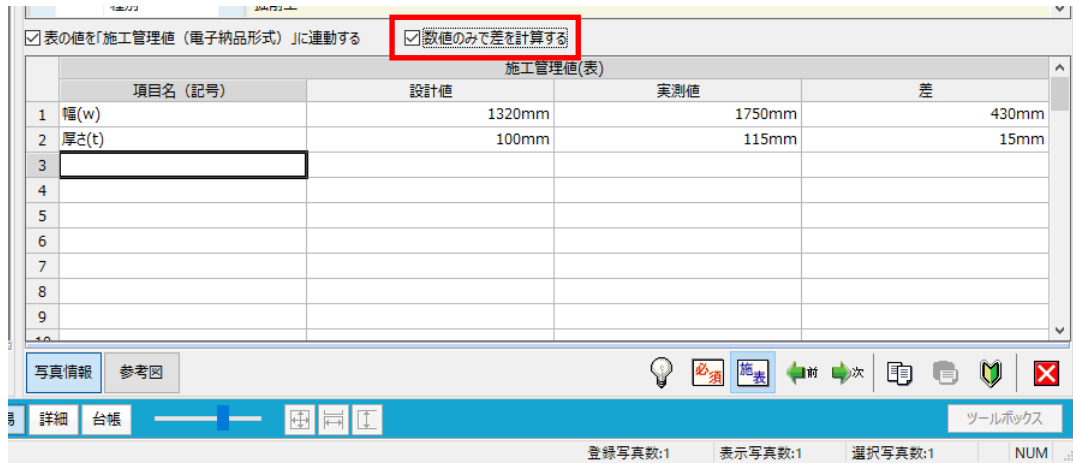 表の値を「施工管理値（電子納品形式）」に連動する
数値のみで差を計算する
施工管理値(表)
項目名（記号） 設計値 実測値 差
1 幅(w) 1320mm 1750mm 430mm
2 厚さ(t) 100mm 115mm 15mm
3
4
5
6
7
8
9
写真情報 参考図 必須 施表 前 次
詳細 台帳 ツールボックス
登録写真数:1 表示写真数:1 選択写真数:1 NUM